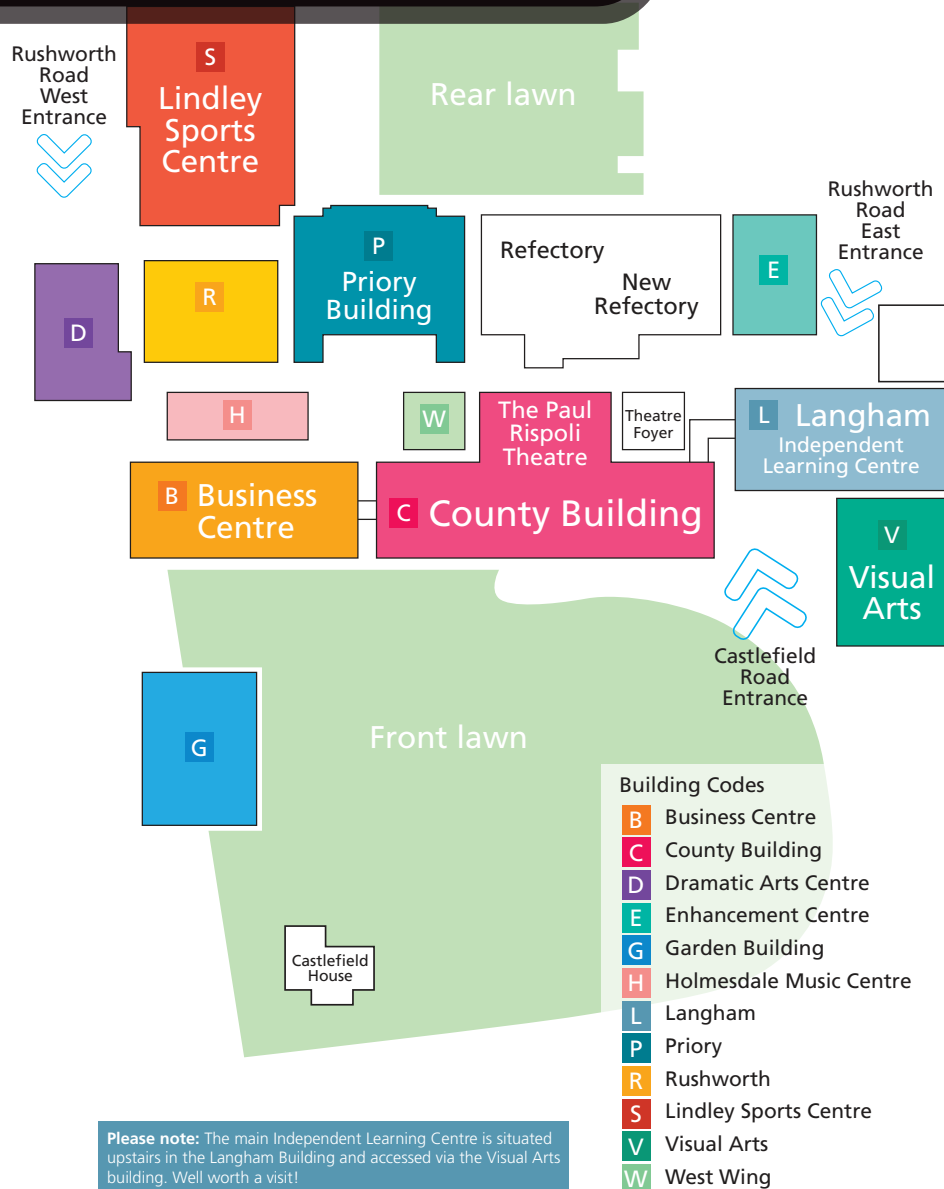 Rushworth
Road
West
Entrance
S
Lindley
Sports
Centre
Rear lawn
Rushworth
Road
East
Entrance
D
R
P
Priory
Building
Refectory
New
Refectory
E
H
W
The Paul
Rispoli
Theatre
Theatre
Foyer
L Langham
Independent
Learning Centre
B Business
Centre
C County Building
V
Visual
Arts
Castlefield
Road
Entrance
G
Front lawn
Castlefield
House
Building Codes
B Business Centre
C County Building
D Dramatic Arts Centre
E Enhancement Centre
G Garden Building
H Holmesdale Music Centre
L Langham
P Priory
R Rushworth
S Lindley Sports Centre
V Visual Arts
W West Wing
Please note: The main Independent Learning Centre is situated
upstairs in the Langham Building and accessed via the Visual Arts
building. Well worth a visit!